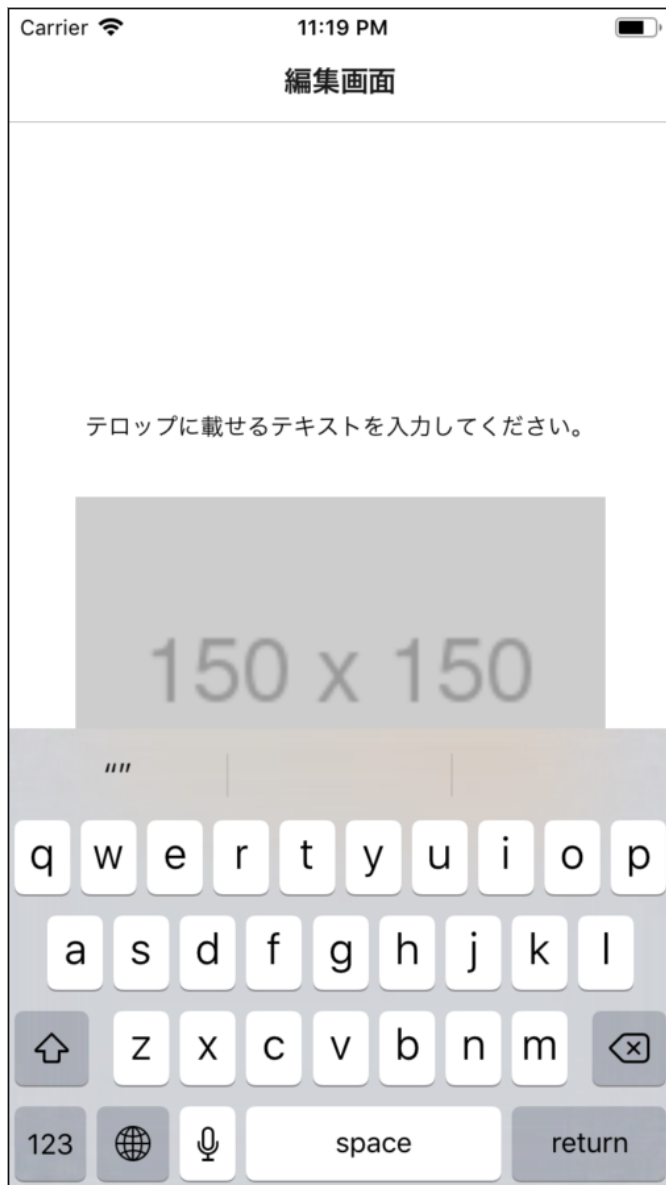 Carrier 11:19 PM
編集画面
テロップに載せるテキストを入力してください。
150 x 150
“”
q w e r t y u i o p
a s d f g h j k l
z x c v b n m
123 space return